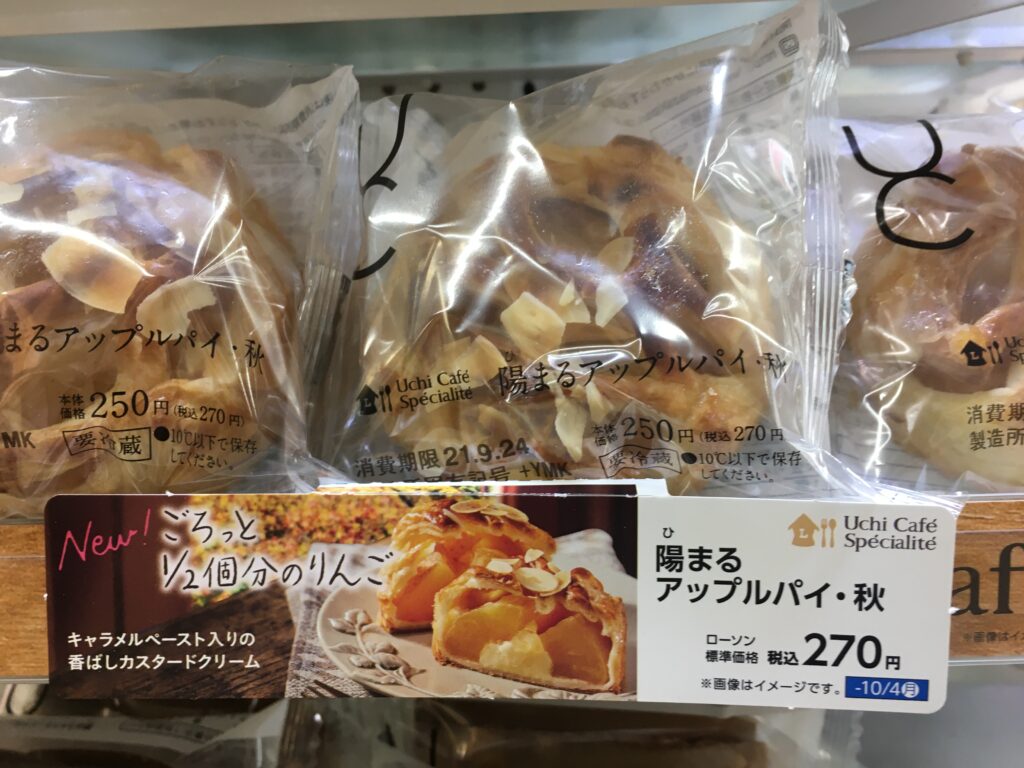 まるアップルパイ・秋
本体価格 250円(税込270円)
要冷蔵 ●10℃以下で保存してください。
MK
Uchi Café
Spécialité
ひ
陽まるアップルパイ・秋
本体価格 250円(税込270円)
要冷蔵 ●10℃以下で保存してください。
消費期限 21.9.24
+YMK
UC
Uchi
Spé
消費期
製造所
New!
ごろっと
1/2個分のりんご
キャラメルペースト入りの
香ばしカスタードクリーム
Uchi Café
Spécialité
ひ
陽まる
アップルパイ・秋
ローソン
標準価格 税込270円
※画像はイメージです。 -10/4㊊
af
※画像はイメ